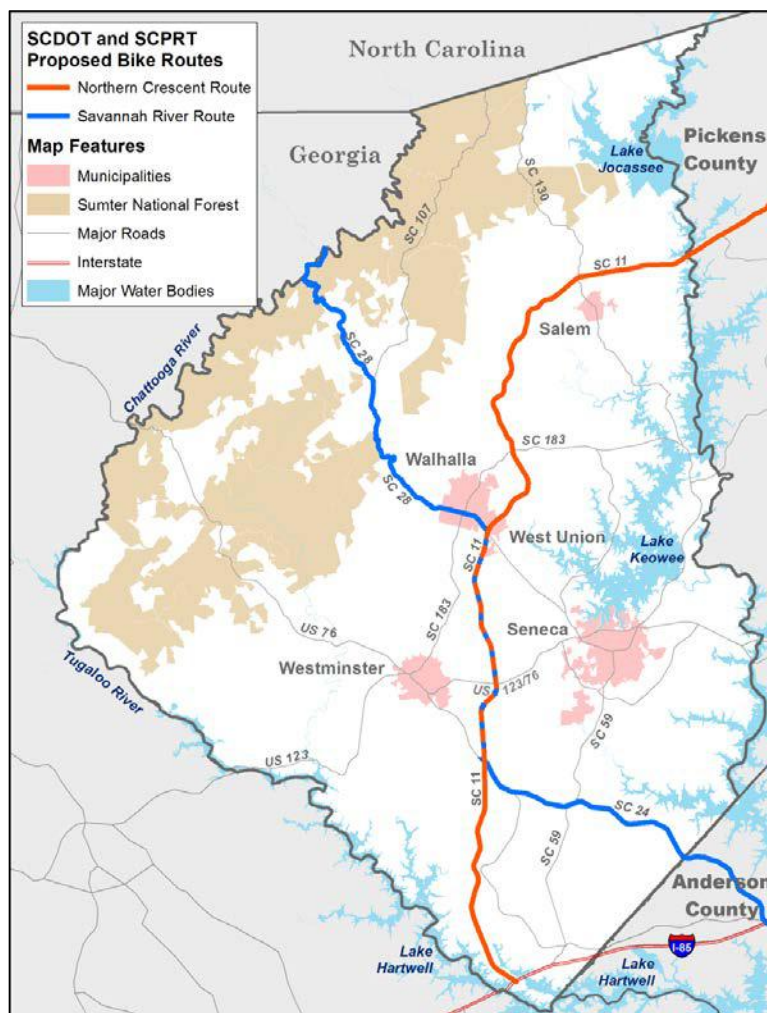 SCDOT and SCPRT
Proposed Bike Routes
Northern Crescent Route
Savannah River Route
Map Features
Municipalities
Sumter National Forest
Major Roads
Interstate
Major Water Bodies
North Carolina
Georgia
Pickens
County
Lake
Jocassee
SC 130
SC 107
SC 11
Salem
Chattooga River
SC 28
SC 183
Walhalla
SC 28
West Union
SC 11
Lake
Keowee
SC 183
Seneca
US 76
Westminster
US 123/76
Tugaloo River
SC 59
US 123
SC 11
SC 24
SC 59
Anderson
County
I-85
Lake
Hartwell
Lake
Hartwell